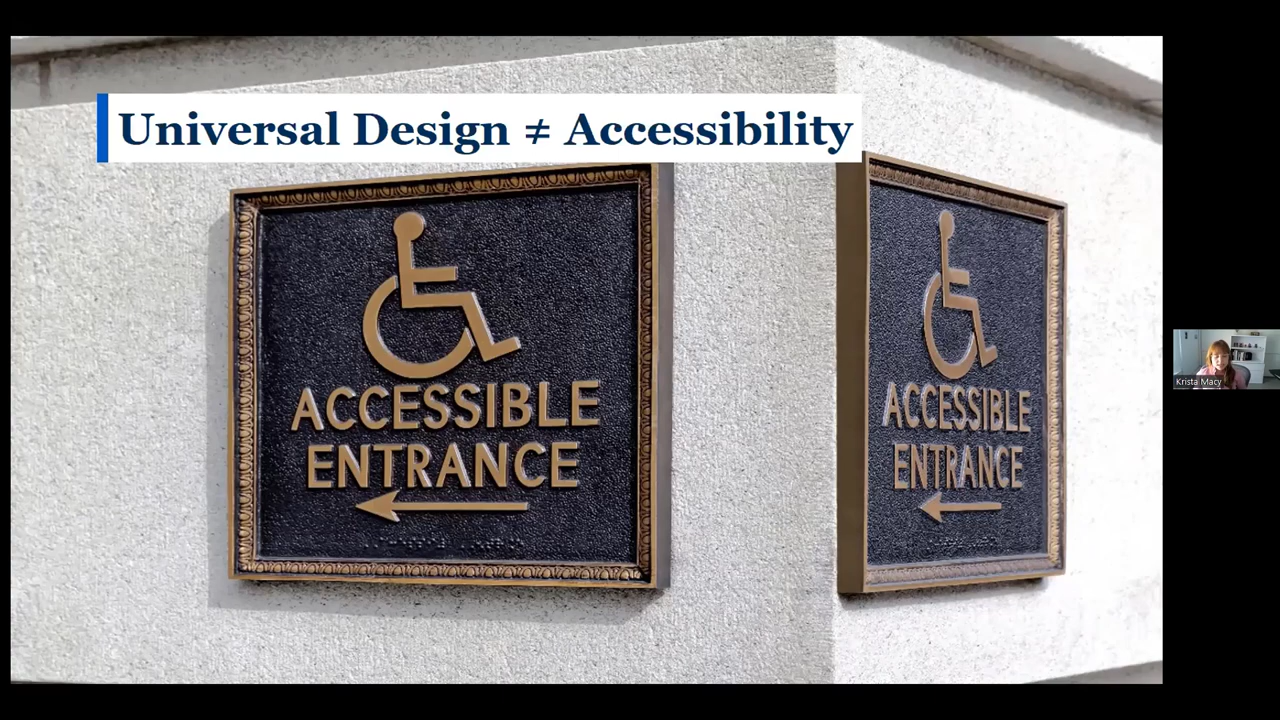 Universal Design ≠ Accessibility
ACCESSIBLE
ENTRANCE
ACCESSIBLE
ENTRANCE
Krista Macy